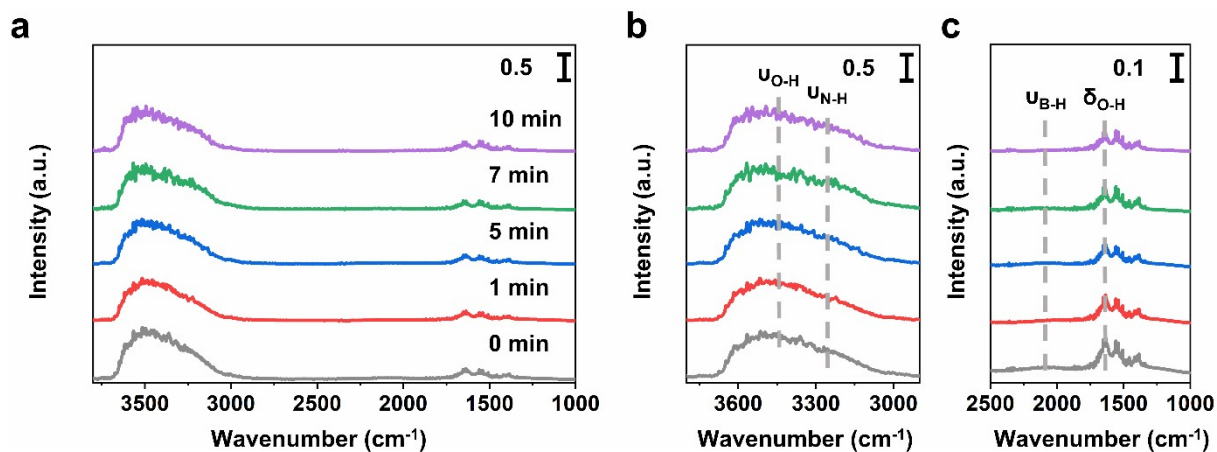 a
0.5
10 min
7 min
5 min
1 min
0 min
Intensity (a.u.)
3500 3000 2500 2000 1500 1000
Wavenumber (cm⁻¹)
b
0.5
υO-H
υN-H
Intensity (a.u.)
3600 3300 3000
Wavenumber (cm⁻¹)
c
0.1
υB-H
δO-H
Intensity (a.u.)
2500 2000 1500 1000
Wavenumber (cm⁻¹)